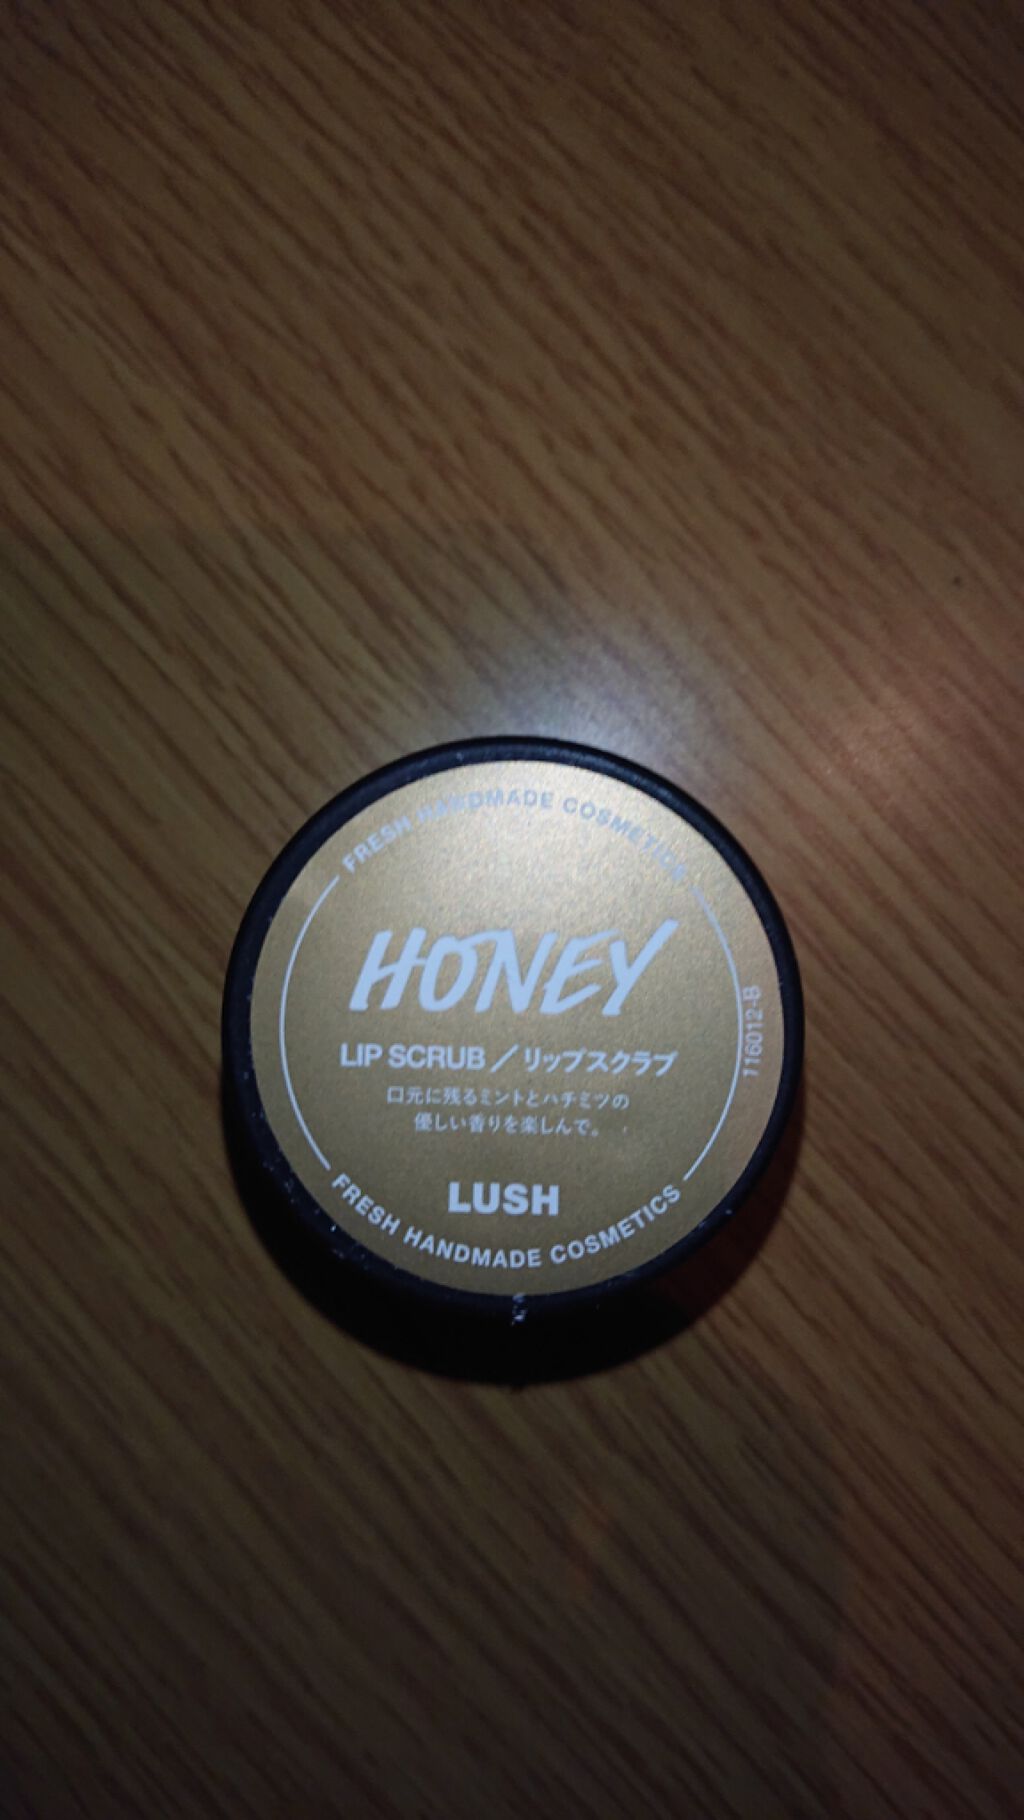 FRESH HANDMADE COSMETICS
HONEY
LIP SCRUB／リップスクラブ
口元に残るミントとハチミツの
優しい香りを楽しんで。
LUSH
FRESH HANDMADE COSMETICS
116012-B